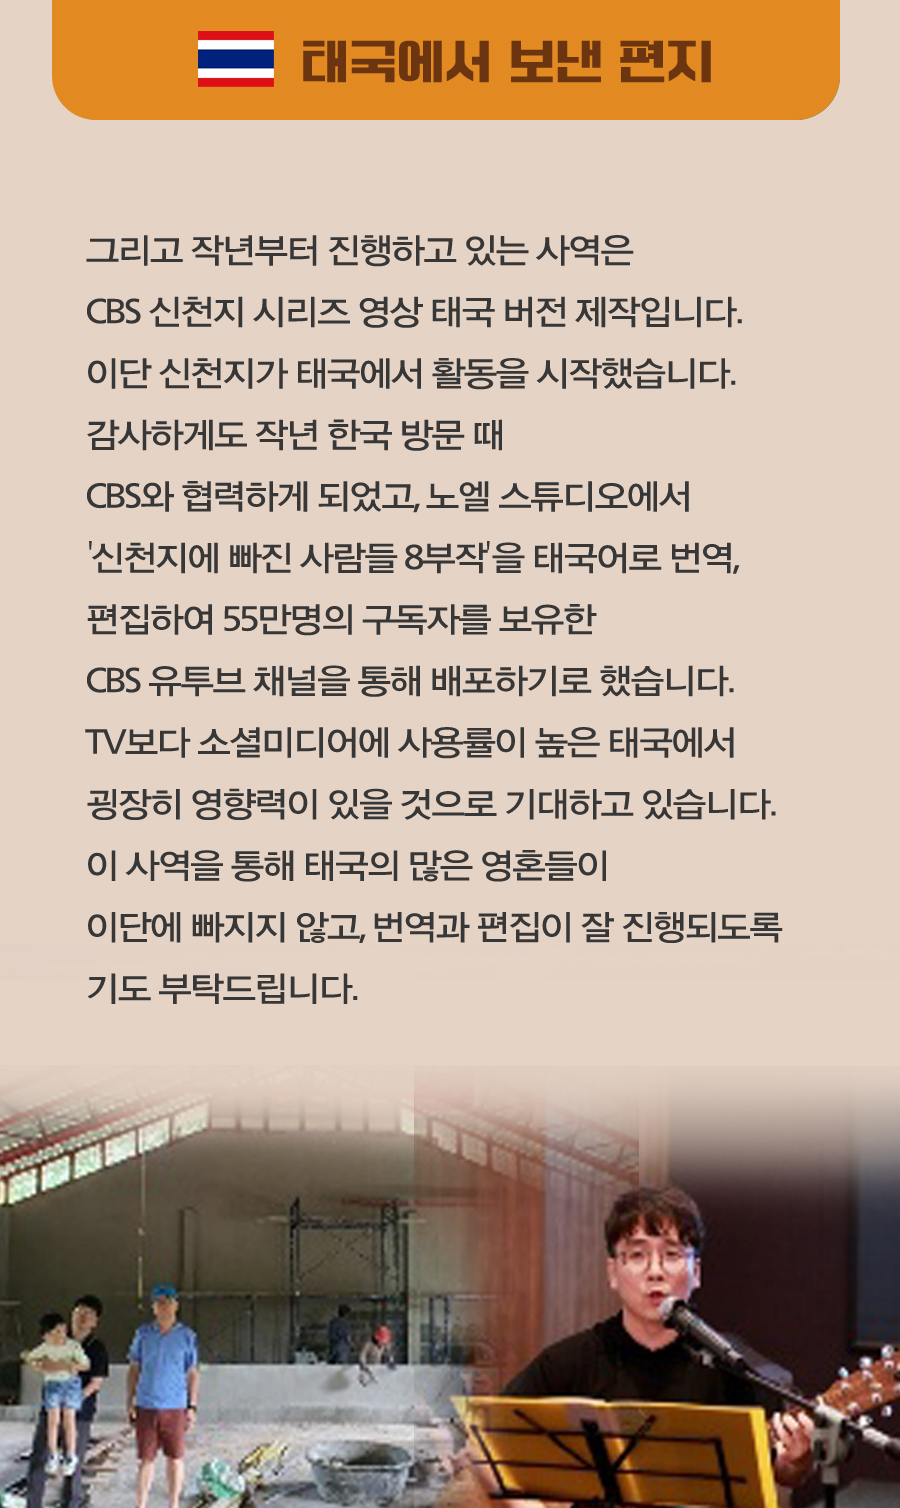 태국에서 보낸 편지
그리고 작년부터 진행하고 있는 사역은
CBS 신천지 시리즈 영상 태국 버전 제작입니다.
이단 신천지가 태국에서 활동을 시작했습니다.
감사하게도 작년 한국 방문 때
CBS와 협력하게 되었고, 노엘 스튜디오에서
'신천지에 빠진 사람들 8부작'을 태국어로 번역,
편집하여 55만명의 구독자를 보유한
CBS 유투브 채널을 통해 배포하기로 했습니다.
TV보다 소셜미디어에 사용률이 높은 태국에서
굉장히 영향력이 있을 것으로 기대하고 있습니다.
이 사역을 통해 태국의 많은 영혼들이
이단에 빠지지 않고, 번역과 편집이 잘 진행되도록
기도 부탁드립니다.